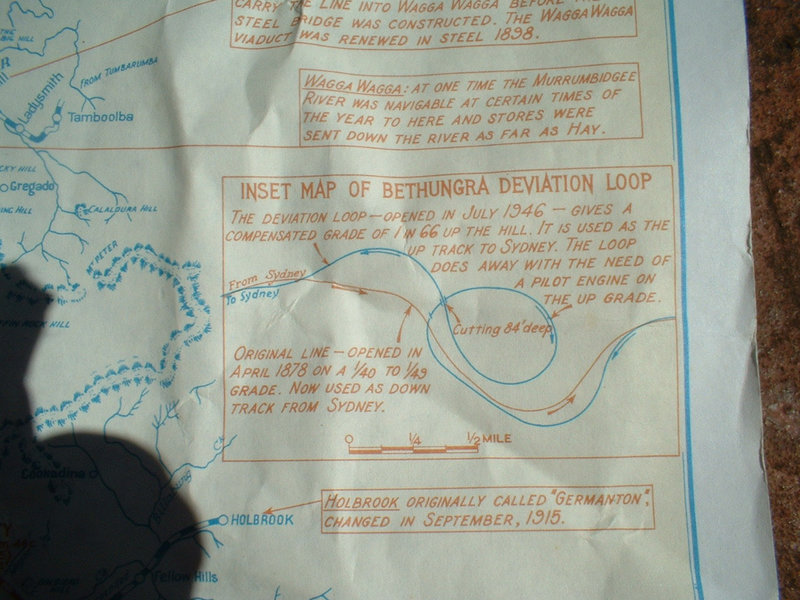 CARRY THE LINE INTO WAGGA WAGGA BEFORE THE
STEEL BRIDGE WAS CONSTRUCTED. THE WAGGA WAGGA
VIADUCT WAS RENEWED IN STEEL 1898.
WAGGA WAGGA: AT ONE TIME THE MURRUMBIDGEE
RIVER WAS NAVIGABLE AT CERTAIN TIMES OF
THE YEAR TO HERE AND STORES WERE
SENT DOWN THE RIVER AS FAR AS HAY.
FROM TUMBARUMBA
Ladysmith
Tamboolba
Gregado
CALALOURA HILL
MT PETER
INSET MAP OF BETHUNGRA DEVIATION LOOP
THE DEVIATION LOOP — OPENED IN JULY 1946 — GIVES A
COMPENSATED GRADE OF 1 IN 66 UP THE HILL. IT IS USED AS THE
UP TRACK TO SYDNEY. THE LOOP
DOES AWAY WITH THE NEED OF
A PILOT ENGINE ON
THE UP GRADE.
From Sydney
To Sydney
Cutting 84' deep
ORIGINAL LINE — OPENED IN
APRIL 1878 ON A 1/40 TO 1/49
GRADE. NOW USED AS DOWN
TRACK FROM SYDNEY.
0 1/4 1/2 MILE
ROCK HILL
Cookadina
HOLBROOK
HOLBROOK ORIGINALLY CALLED "GERMANTON",
CHANGED IN SEPTEMBER, 1915.
Yellow Hills